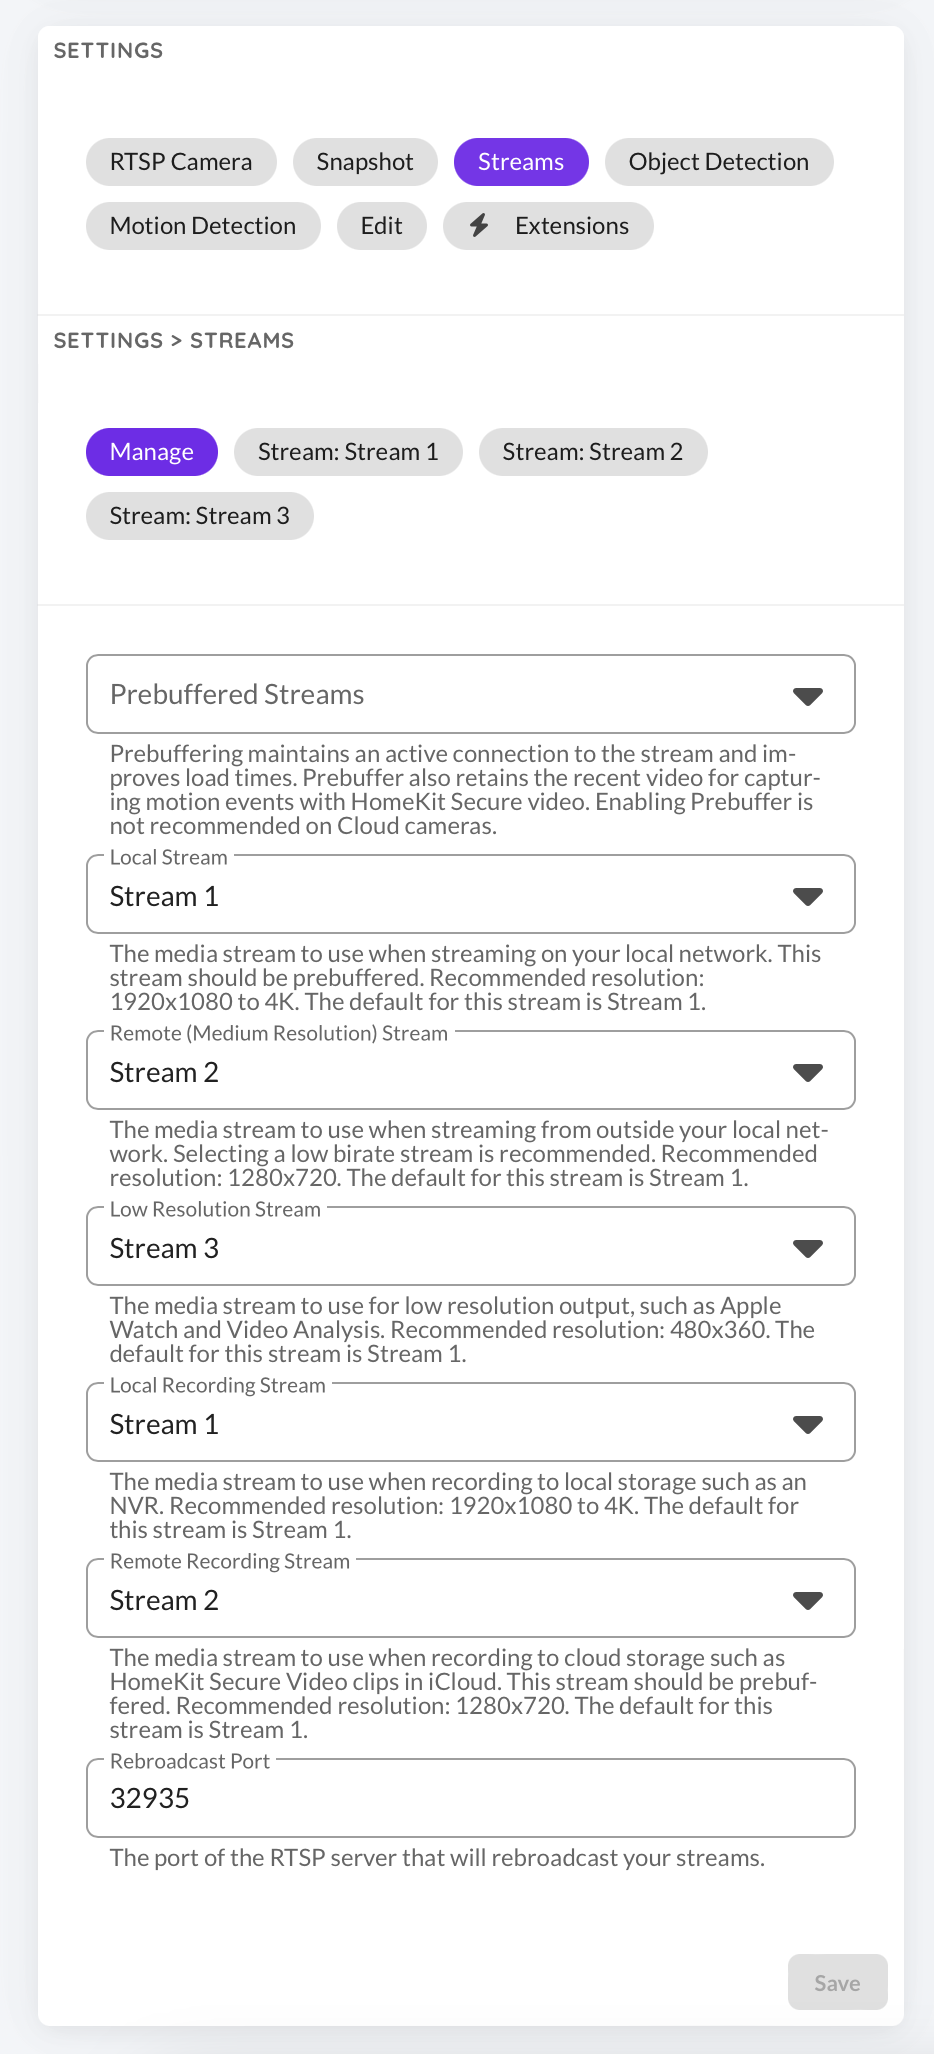 SETTINGS
RTSP Camera
Snapshot
Streams
Object Detection
Motion Detection
Edit
Extensions
SETTINGS > STREAMS
Manage
Stream: Stream 1
Stream: Stream 2
Stream: Stream 3
Prebuffered Streams
Prebuffering maintains an active connection to the stream and im-
proves load times. Prebuffer also retains the recent video for captur-
ing motion events with HomeKit Secure video. Enabling Prebuffer is
not recommended on Cloud cameras.
Local Stream
Stream 1
The media stream to use when streaming on your local network. This
stream should be prebuffered. Recommended resolution:
1920x1080 to 4K. The default for this stream is Stream 1.
Remote (Medium Resolution) Stream
Stream 2
The media stream to use when streaming from outside your local net-
work. Selecting a low birate stream is recommended. Recommended
resolution: 1280x720. The default for this stream is Stream 1.
Low Resolution Stream
Stream 3
The media stream to use for low resolution output, such as Apple
Watch and Video Analysis. Recommended resolution: 480x360. The
default for this stream is Stream 1.
Local Recording Stream
Stream 1
The media stream to use when recording to local storage such as an
NVR. Recommended resolution: 1920x1080 to 4K. The default for
this stream is Stream 1.
Remote Recording Stream
Stream 2
The media stream to use when recording to cloud storage such as
HomeKit Secure Video clips in iCloud. This stream should be prebuf-
fered. Recommended resolution: 1280x720. The default for this
stream is Stream 1.
Rebroadcast Port
32935
The port of the RTSP server that will rebroadcast your streams.
Save